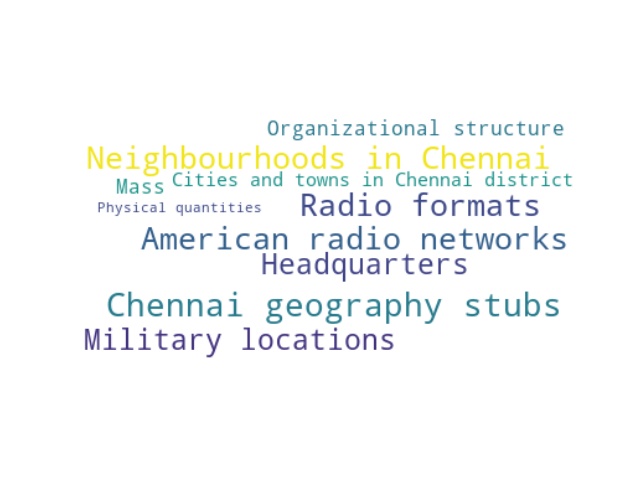 Organizational structure
Neighbourhoods in Chennai
Cities and towns in Chennai district
Mass
Physical quantities
Radio formats
American radio networks
Headquarters
Chennai geography stubs
Military locations